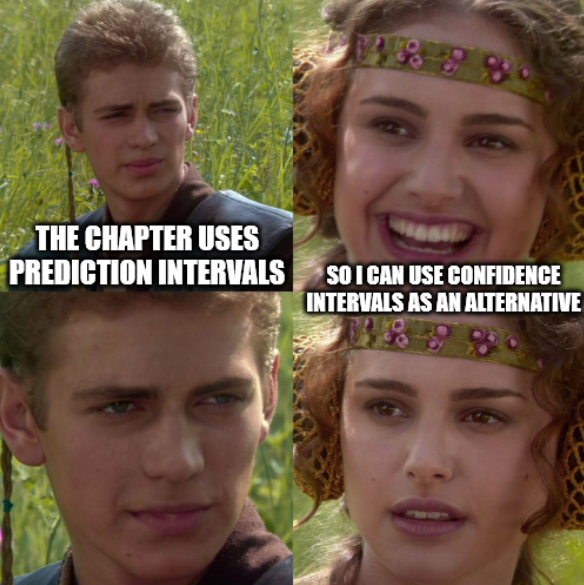 THE CHAPTER USES
PREDICTION INTERVALS
SO I CAN USE CONFIDENCE
INTERVALS AS AN ALTERNATIVE